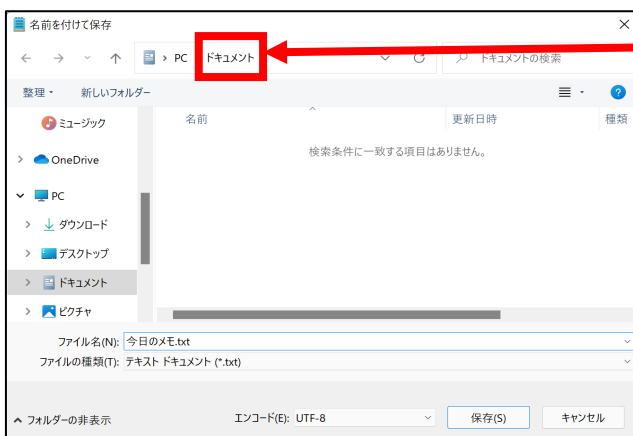 名前を付けて保存
PC ドキュメント
ドキュメントの検索
整理 新しいフォルダー
名前 更新日時 種類
ミュージック
検索条件に一致する項目はありません。
OneDrive
PC
ダウンロード
デスクトップ
ドキュメント
ピクチャ
ファイル名(N): 今日のメモ.txt
ファイルの種類(T): テキスト ドキュメント (*.txt)
フォルダーの非表示 エンコード(E): UTF-8 保存(S) キャンセル